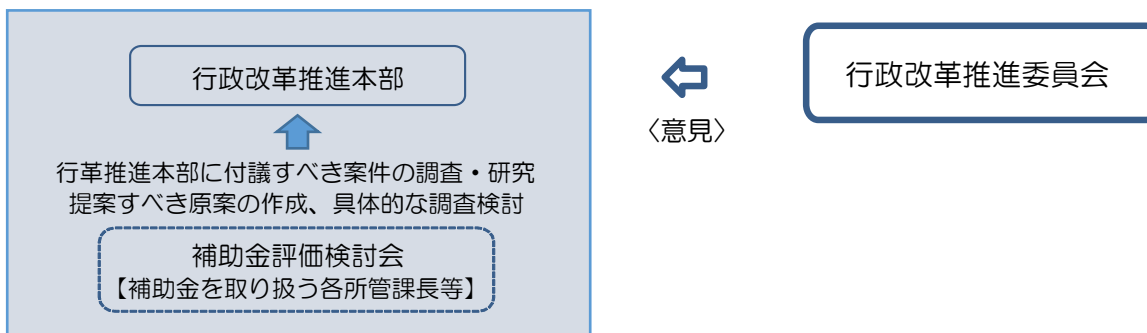 行政改革推進本部
行革推進本部に付議すべき案件の調査・研究
提案すべき原案の作成、具体的な調査検討
補助金評価検討会
【補助金を取り扱う各所管課長等】
〈意見〉
行政改革推進委員会